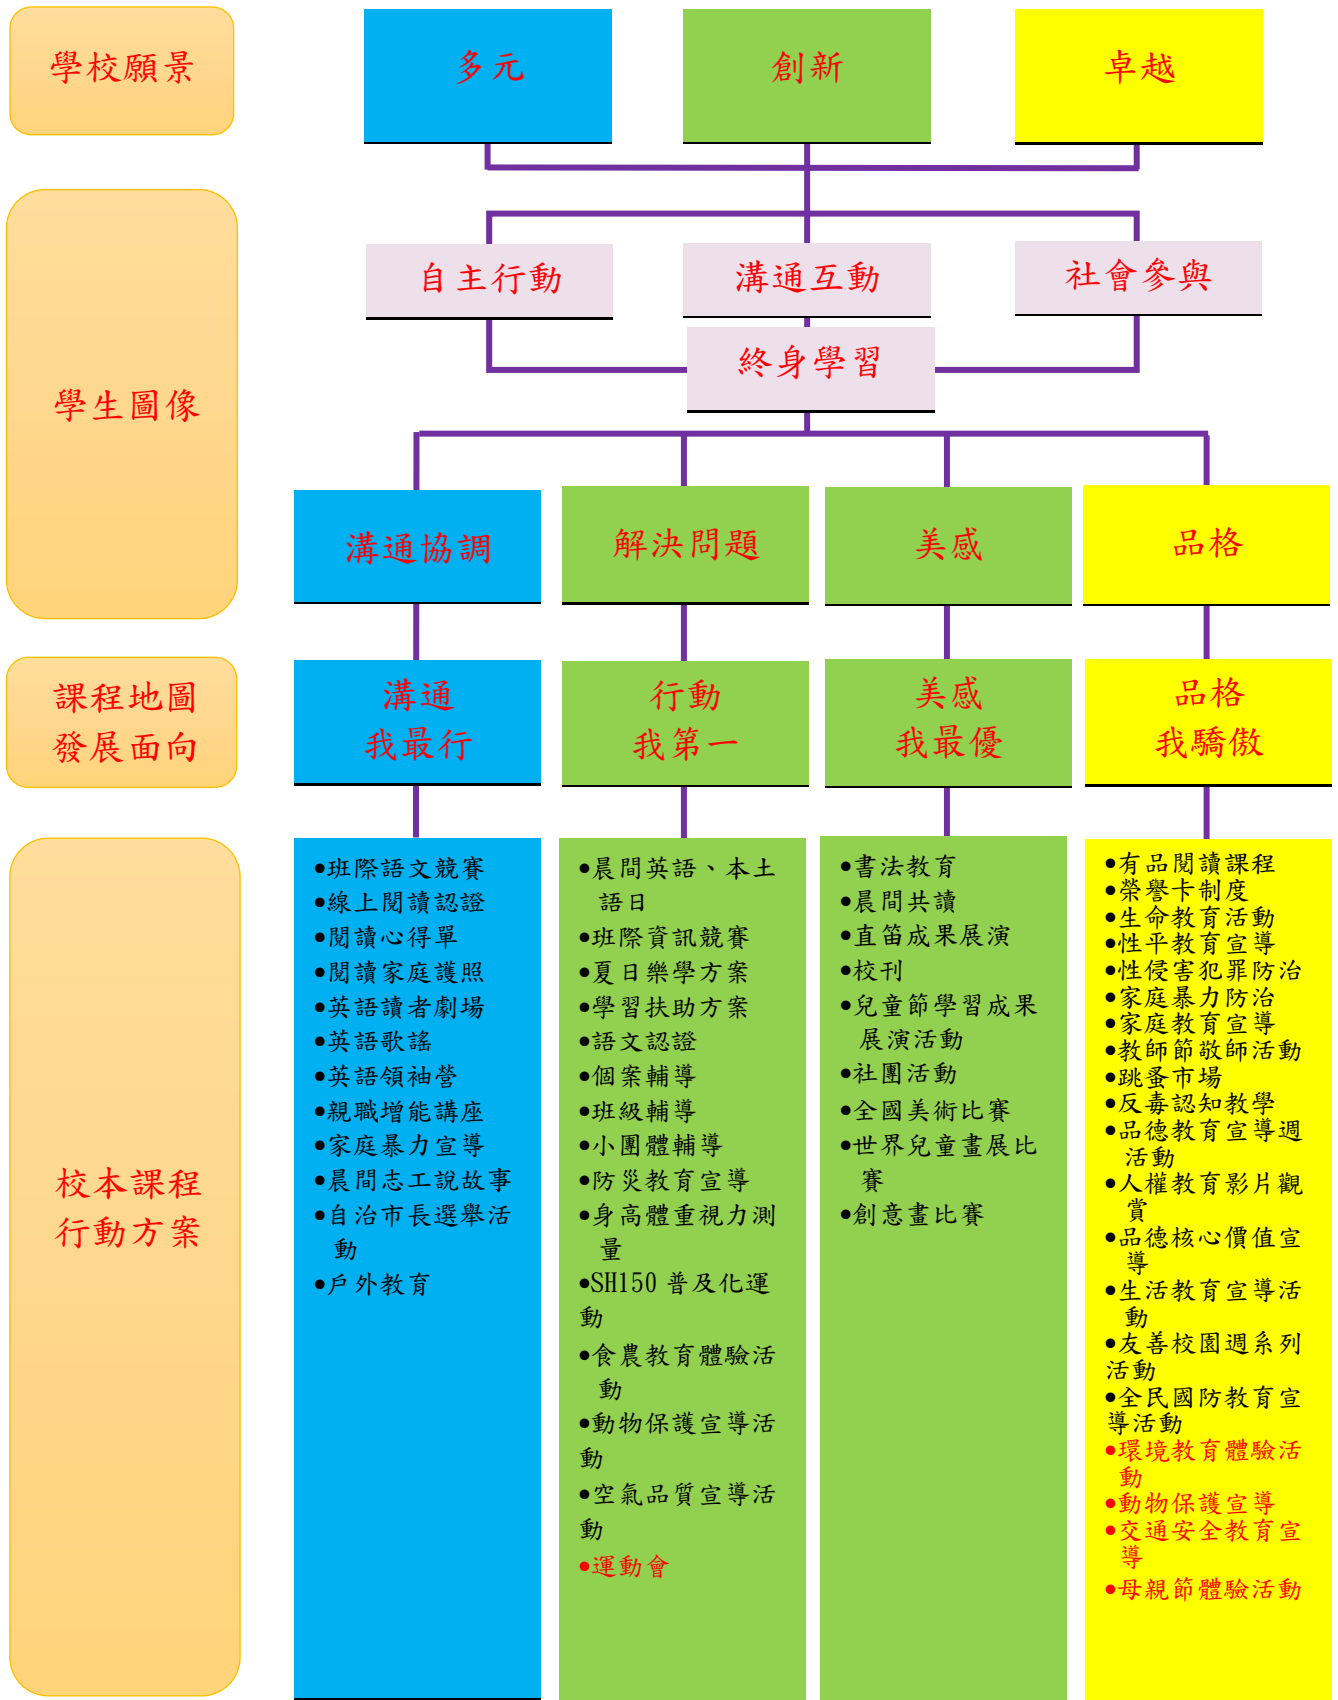 學校願景
多元
創新
卓越
學生圖像
自主行動
溝通互動
社會參與
終身學習
溝通協調
解決問題
美感
品格
課程地圖
發展面向
溝通
我最行
行動
我第一
美感
我最優
品格
我驕傲
校本課程
行動方案
•班際語文競賽
•線上閱讀認證
•閱讀心得單
•閱讀家庭護照
•英語讀者劇場
•英語歌謠
•英語領袖營
•親職增能講座
•家庭暴力宣導
•晨間志工說故事
•自治市長選舉活
動
•戶外教育
•晨間英語、本土
語日
•班際資訊競賽
•夏日樂學方案
•學習扶助方案
•語文認證
•個案輔導
•班級輔導
•小團體輔導
•防災教育宣導
•身高體重視力測
量
•SH150 普及化運
動
•食農教育體驗活
動
•動物保護宣導活
動
•空氣品質宣導活
動
•運動會
•書法教育
•晨間共讀
•直笛成果展演
•校刊
•兒童節學習成果
展演活動
•社團活動
•全國美術比賽
•世界兒童畫展比
賽
•創意畫比賽
•有品閱讀課程
•榮譽卡制度
•生命教育活動
•性平教育宣導
•性侵害犯罪防治
•家庭暴力防治
•家庭教育宣導
•教師節敬師活動
•跳蚤市場
•反毒認知教學
•品德教育宣導週
活動
•人權教育影片觀
賞
•品德核心價值宣
導
•生活教育宣導活
動
•友善校園週系列
活動
•全民國防教育宣
導活動
•環境教育體驗活
動
•動物保護宣導
•交通安全教育宣
導
•母親節體驗活動